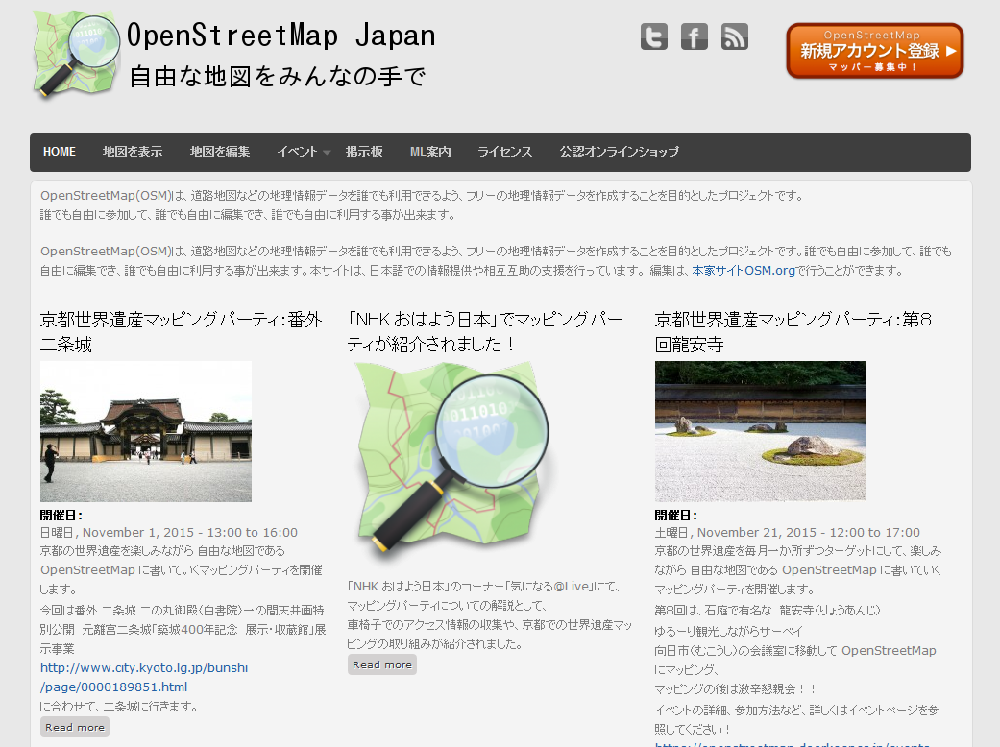 OpenStreetMap Japan
自由な地図をみんなの手で
OpenStreetMap
新規アカウント登録
マッパー募集中!
HOME 地図を表示 地図を編集 イベント 掲示板 ML案内 ライセンス 公認オンラインショップ
OpenStreetMap(OSM)は、道路地図などの地理情報データを誰でも利用できるよう、フリーの地理情報データを作成することを目的としたプロジェクトです。
誰でも自由に参加して、誰でも自由に編集でき、誰でも自由に利用する事が出来ます。
OpenStreetMap(OSM)は、道路地図などの地理情報データを誰でも利用できるよう、フリーの地理情報データを作成することを目的としたプロジェクトです。誰でも自由に参加して、誰でも
自由に編集でき、誰でも自由に利用する事が出来ます。本サイトは、日本語での情報提供や相互互助の支援を行っています。 編集は、本家サイトOSM.orgで行うことができます。
京都世界遺産マッピングパーティ:番外
二条城
開催日:
日曜日, November 1, 2015 - 13:00 to 16:00
京都の世界遺産を楽しみながら 自由な地図である
OpenStreetMap に書いていくマッピングパーティを開催
します。
今回は番外 二条城 二の丸御殿〈白書院〉一の間天井画特
別公開 元離宮二条城「築城400年記念 展示・収蔵館」展
示事業
http://www.city.kyoto.lg.jp/bunshi
/page/0000189851.html
に合わせて、二条城に行きます。
Read more
「NHK おはよう日本」でマッピングパー
ティが紹介されました!
011010
010
「NHK おはよう日本」のコーナー「気になる@Live」にて、
マッピングパーティについての解説として、
車椅子でのアクセス情報の収集や、京都での世界遺産マッ
ピングの取り組みが紹介されました。
Read more
京都世界遺産マッピングパーティ:第8
回龍安寺
開催日:
土曜日, November 21, 2015 - 12:00 to 17:00
京都の世界遺産を毎月一か所ずつターゲットにして、楽しみ
ながら 自由な地図である OpenStreetMap に書いていく
マッピングパーティを開催します。
第8回は、石庭で有名な 龍安寺(りょうあんじ)
ゆるーり観光しながらサーベイ
向日市(むこうし)の会議室に移動して OpenStreetMap
にマッピング、
マッピングの後は激辛懇親会!!
イベントの詳細、参加方法など、詳しくはイベントページを参
照してください!